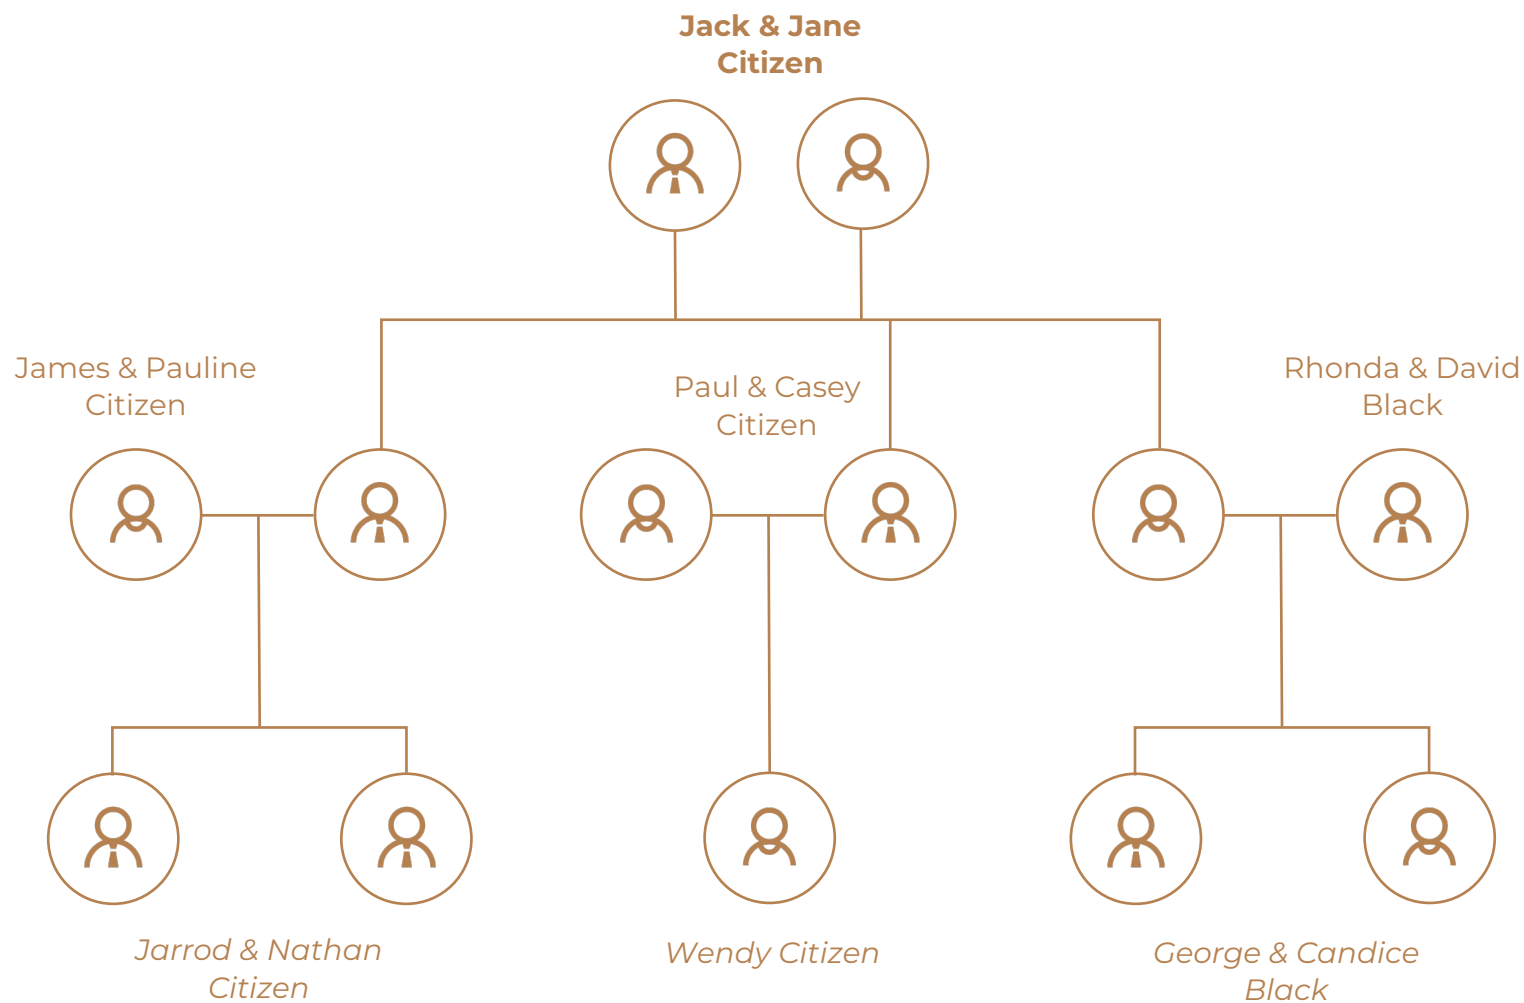 Jack & Jane
Citizen
James & Pauline
Citizen
Paul & Casey
Citizen
Rhonda & David
Black
Jarrod & Nathan
Citizen
Wendy Citizen
George & Candice
Black